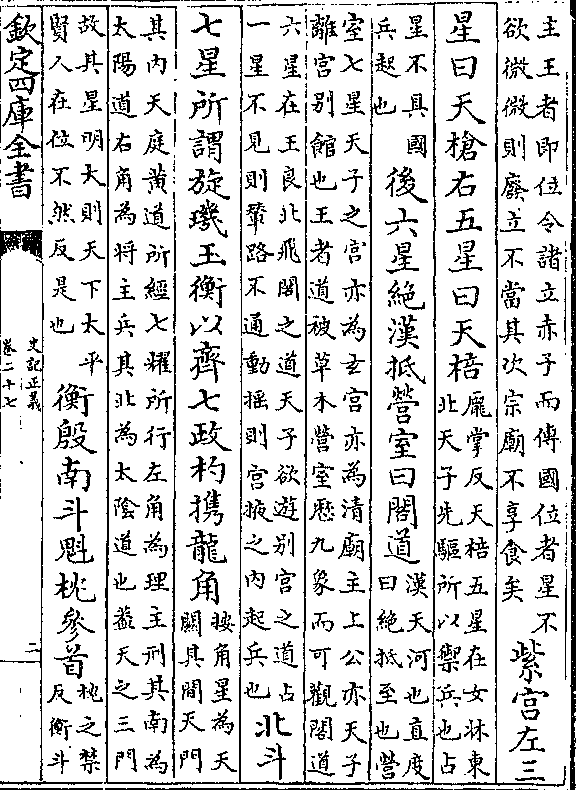 主王者即位令諸立赤子而傳國位者星不
欲微微則廢立不當其次宗廟不享食矣
紫宫左三
星曰天槍右五星曰天棓
龐掌反天棓五星在女牀東
北天子先驅所以禦兵也占
星不具國
兵起也
後六星絶漢抵營室曰閣道
漢天河也直度
曰絶抵至也營
室七星天子之宫亦為玄宫亦為清廟主上公亦天子
離宫别館也王者道被草木營室歴九象而可觀閣道
六星在王良北飛閣之道天子欲遊别宫之道占
一星不見則輦路不通動揺則宫掖之内起兵也
北斗
七星所謂旋璣玉衡以齊七政杓攜龍角
按角星為天
闗其間天門
其内天庭黄道所經七耀所行左角為理主刑其南為
太陽道右角為将主兵其北為太陰道也葢天之三門
故其星明大則天下太平
賢人在位不然反是也
衡殷南斗魁枕參首
枕之禁
反衡斗
欽定四庫全書
史記正義
卷二十七
二